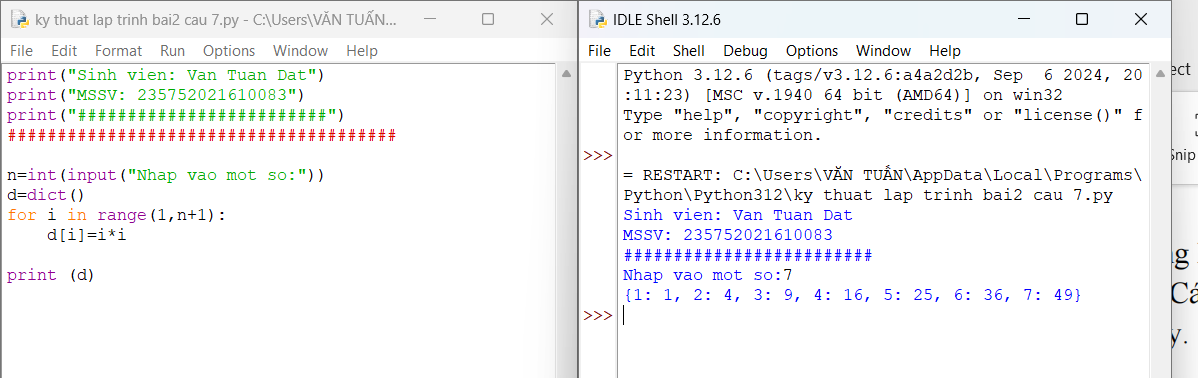 ky thuat lap trinh bai2 cau 7.py - C:\Users\VĂN TUẤN...
File Edit Format Run Options Window Help
print("Sinh vien: Van Tuan Dat")
print("MSSV: 235752021610083")
print("#########################")
#######################################
n=int(input("Nhap vao mot so:"))
d=dict()
for i in range(1,n+1):
    d[i]=i*i
print (d)
IDLE Shell 3.12.6
File Edit Shell Debug Options Window Help
Python 3.12.6 (tags/v3.12.6:a4a2d2b, Sep  6 2024, 20
:11:23) [MSC v.1940 64 bit (AMD64)] on win32
Type "help", "copyright", "credits" or "license()" f
or more information.
>>>
= RESTART: C:\Users\VĂN TUẤN\AppData\Local\Programs\
Python\Python312\ky thuat lap trinh bai2 cau 7.py
Sinh vien: Van Tuan Dat
MSSV: 235752021610083
#########################
Nhap vao mot so:7
{1: 1, 2: 4, 3: 9, 4: 16, 5: 25, 6: 36, 7: 49}
>>>
Snip